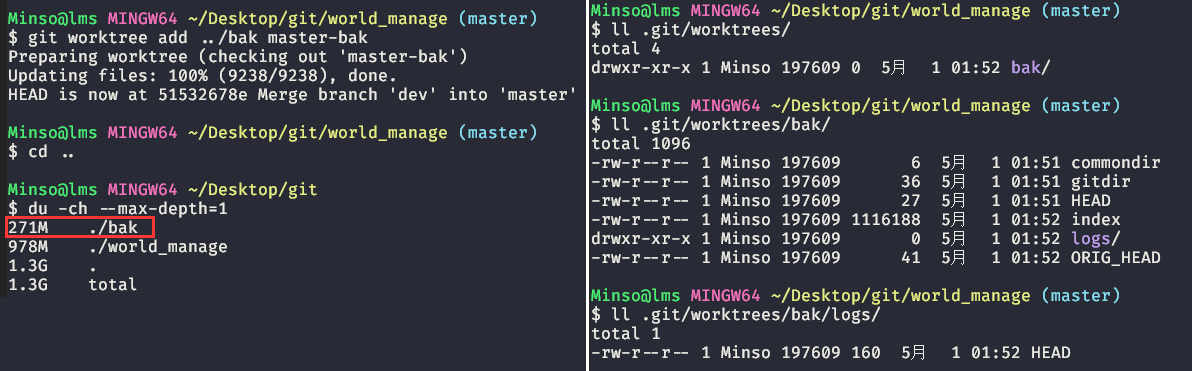 Minso@lms MINGW64 ~/Desktop/git/world_manage (master)
$ git worktree add ../bak master-bak
Preparing worktree (checking out 'master-bak')
Updating files: 100% (9238/9238), done.
HEAD is now at 51532678e Merge branch 'dev' into 'master'
Minso@lms MINGW64 ~/Desktop/git/world_manage (master)
$ cd ..
Minso@lms MINGW64 ~/Desktop/git
$ du -ch --max-depth=1
271M    ./bak
978M    ./world_manage
1.3G    .
1.3G    total
Minso@lms MINGW64 ~/Desktop/git/world_manage (master)
$ ll .git/worktrees/
total 4
drwxr-xr-x 1 Minso 197609 0  5月   1 01:52 bak/
Minso@lms MINGW64 ~/Desktop/git/world_manage (master)
$ ll .git/worktrees/bak/
total 1096
-rw-r--r-- 1 Minso 197609       6  5月   1 01:51 commondir
-rw-r--r-- 1 Minso 197609      36  5月   1 01:51 gitdir
-rw-r--r-- 1 Minso 197609      27  5月   1 01:51 HEAD
-rw-r--r-- 1 Minso 197609 1116188  5月   1 01:52 index
drwxr-xr-x 1 Minso 197609       0  5月   1 01:52 logs/
-rw-r--r-- 1 Minso 197609      41  5月   1 01:52 ORIG_HEAD
Minso@lms MINGW64 ~/Desktop/git/world_manage (master)
$ ll .git/worktrees/bak/logs/
total 1
-rw-r--r-- 1 Minso 197609 160  5月   1 01:52 HEAD